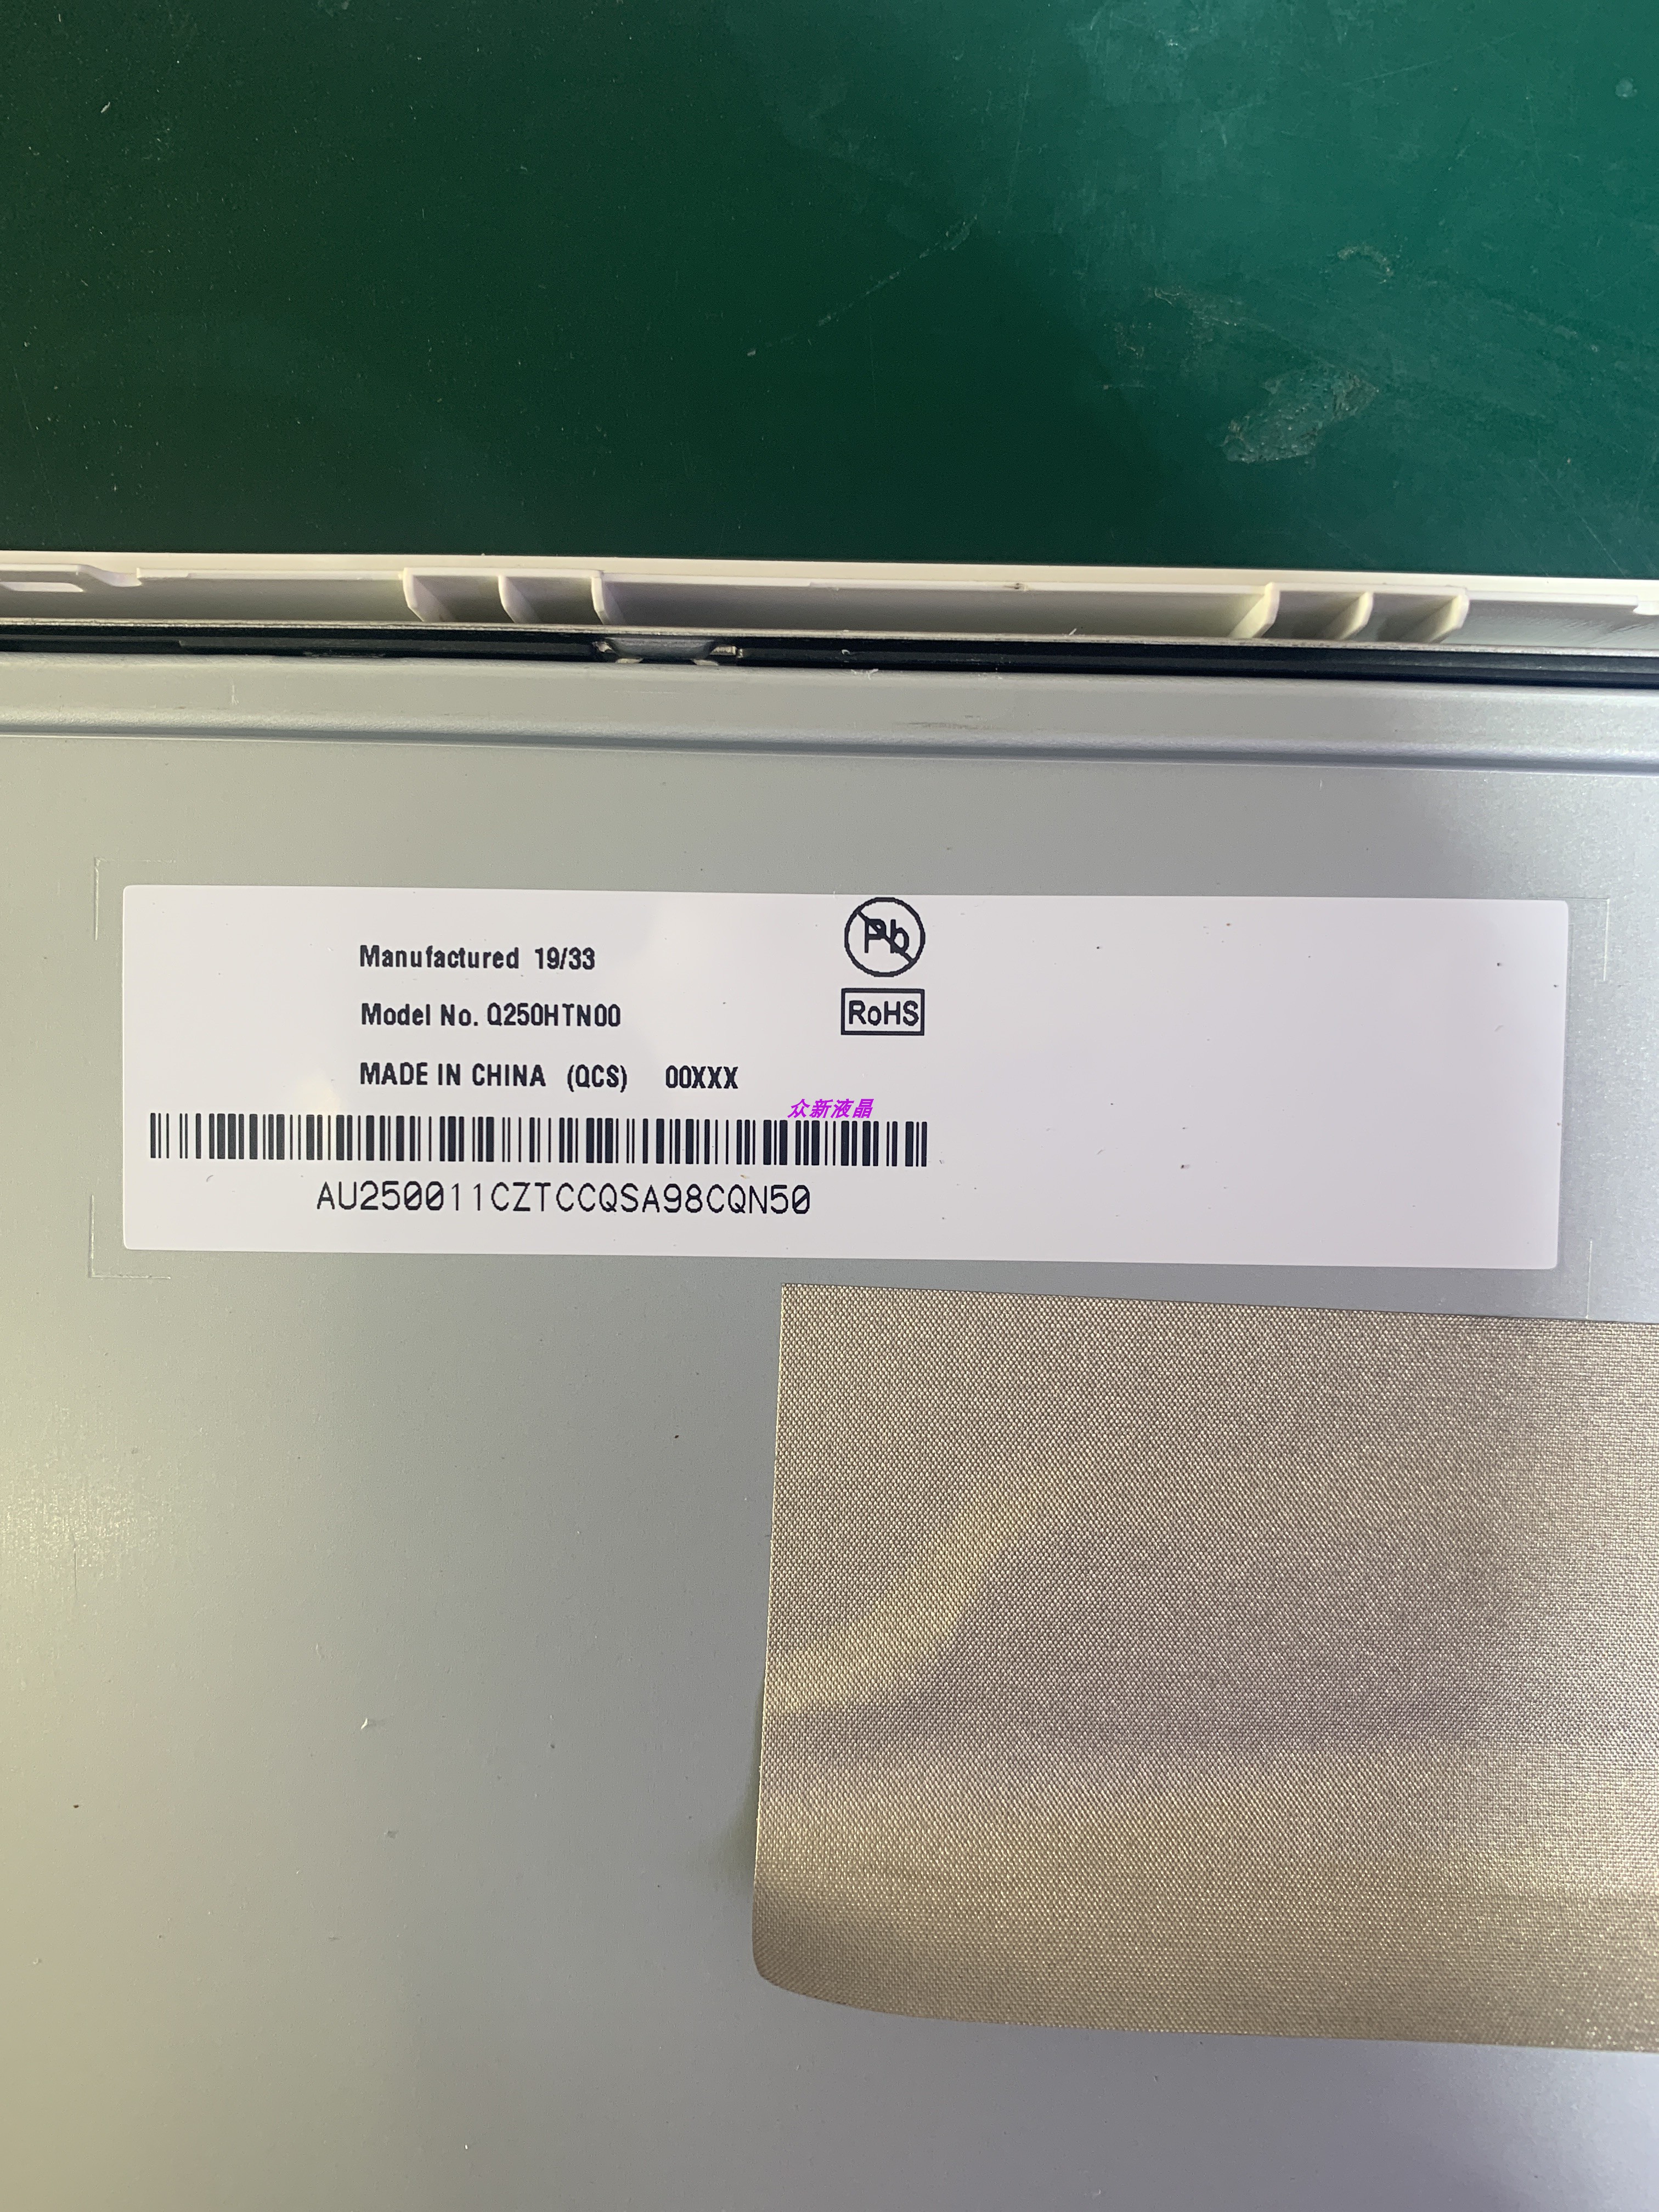 Manufactured 19/33
Pb
Model No. Q250HTN00
RoHS
MADE IN CHINA (QCS) 00XXX
众新液晶
AU250011CZTCCQSA98CQN50